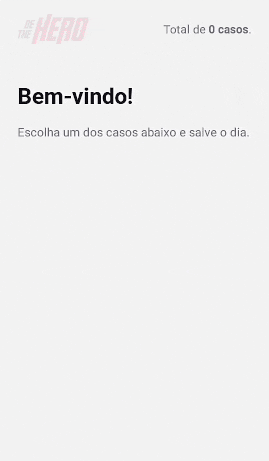 BE
THE HERO
Total de 0 casos.
Bem-vindo!
Escolha um dos casos abaixo e salve o dia.